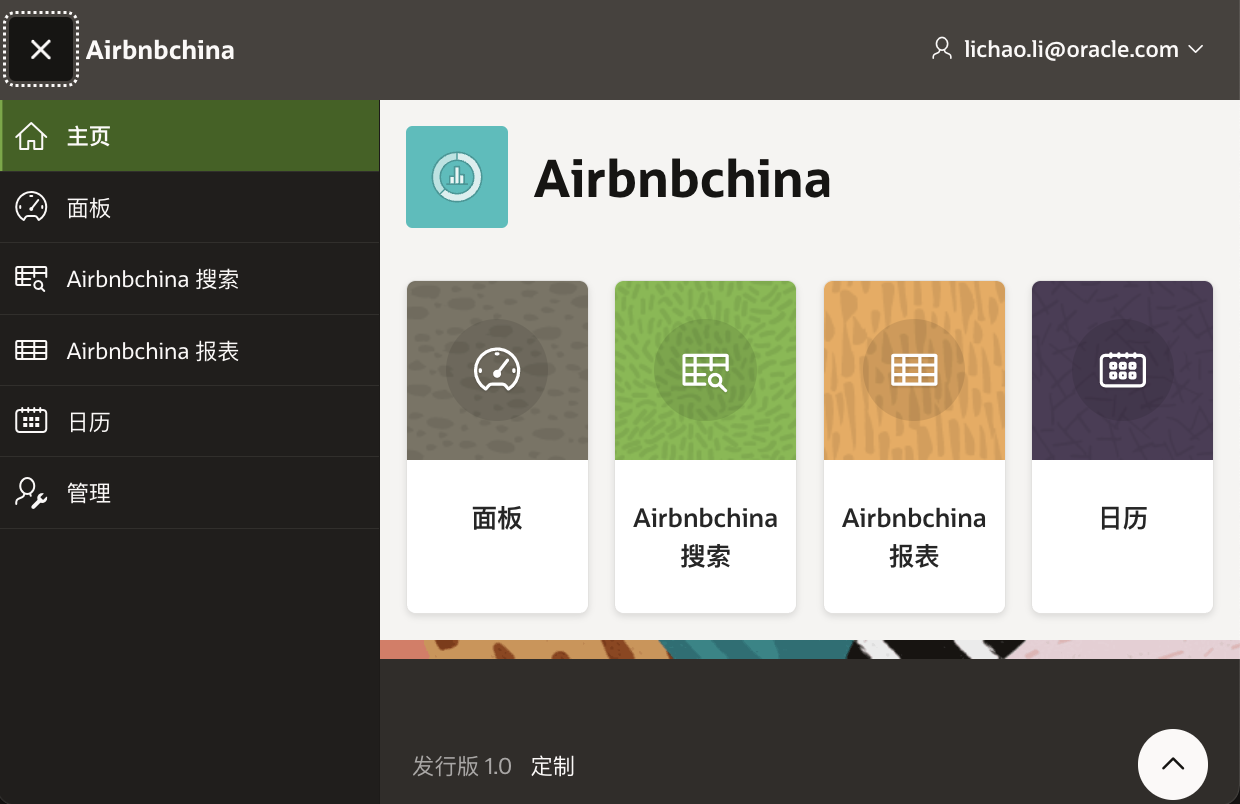 Airbnbchina
lichao.li@oracle.com
主页
面板
Airbnbchina 搜索
Airbnbchina 报表
日历
管理
Airbnbchina
面板
Airbnbchina
搜索
Airbnbchina
报表
日历
发行版 1.0 定制